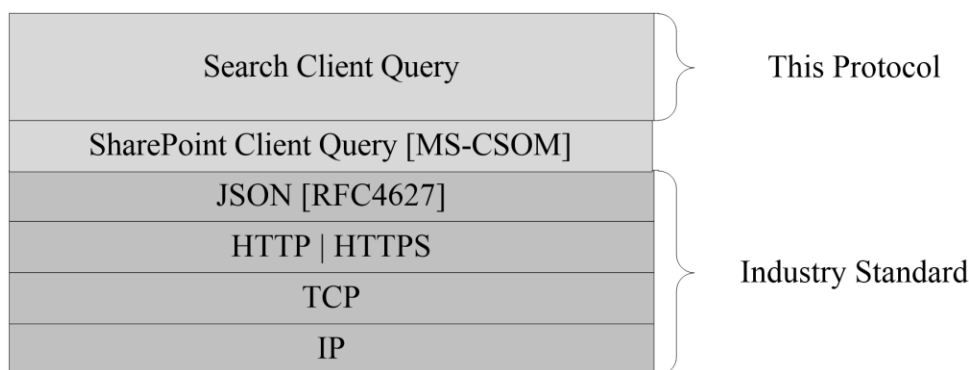 Search Client Query
This Protocol
SharePoint Client Query [MS-CSOM]
JSON [RFC4627]
HTTP | HTTPS
Industry Standard
TCP
IP